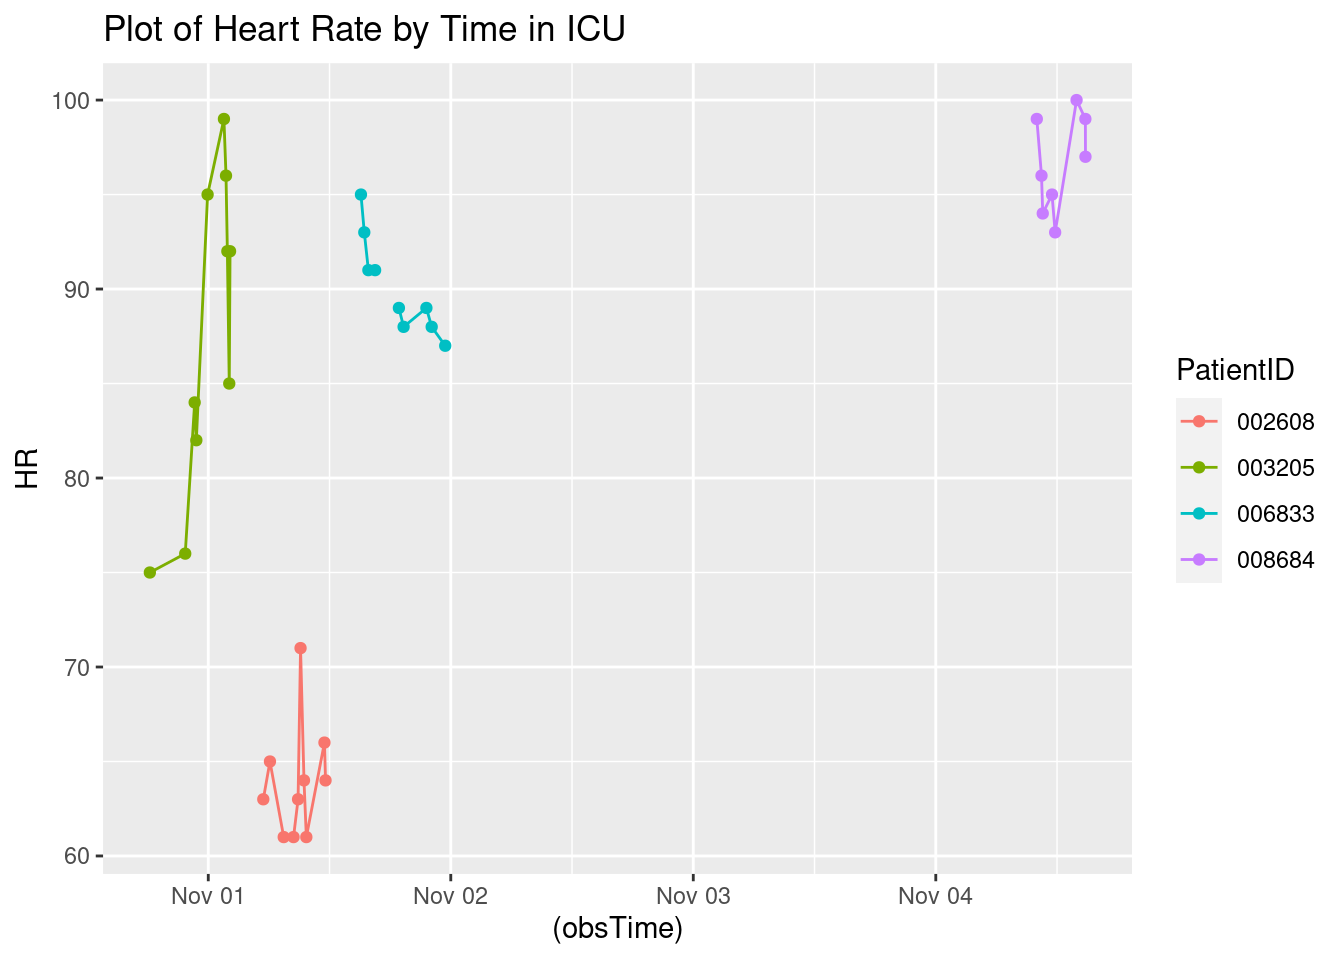 Plot of Heart Rate by Time in ICU
100
90
80
70
60
HR
Nov 01
Nov 02
Nov 03
Nov 04
(obsTime)
PatientID
002608
003205
006833
008684